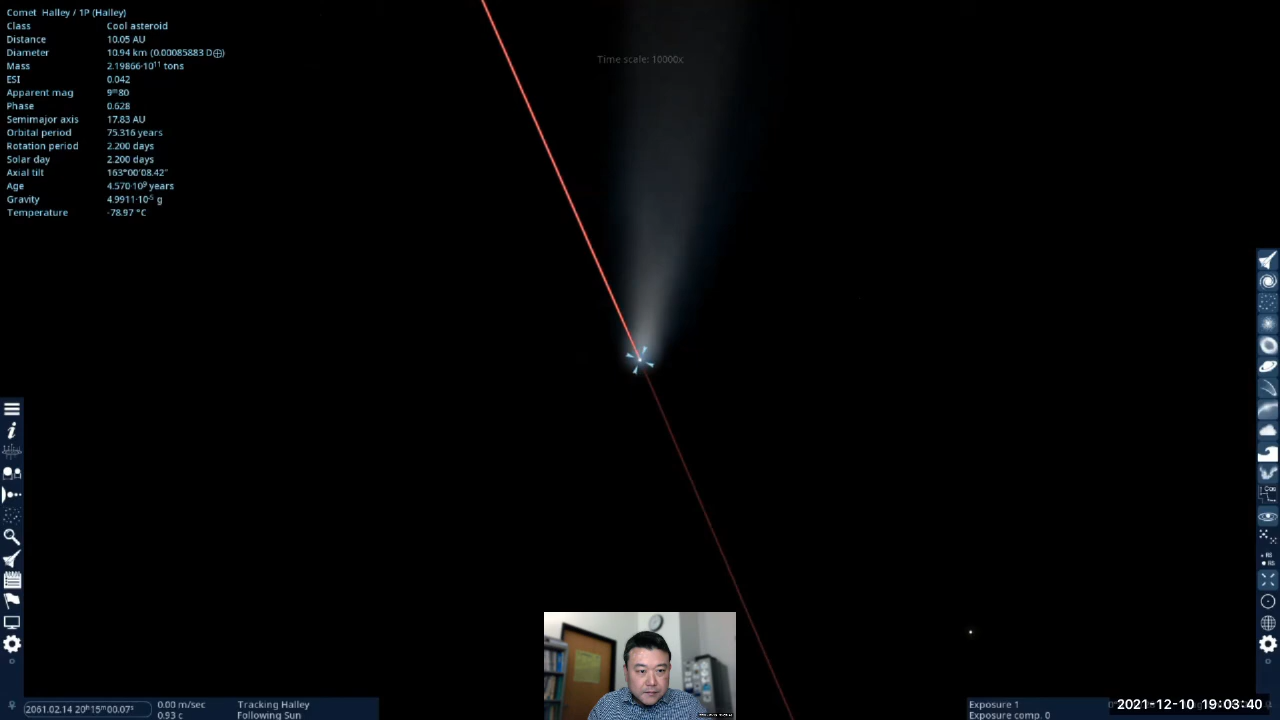 Comet Halley / 1P (Halley)
Class Cool asteroid
Distance 10.05 AU
Diameter 10.94 km (0.00085883 D⊕)
Mass 2.19866·10¹¹ tons
ESI 0.042
Apparent mag 9ᵐ80
Phase 0.628
Semimajor axis 17.83 AU
Orbital period 75.316 years
Rotation period 2.200 days
Solar day 2.200 days
Axial tilt 163°00'08.42"
Age 4.570·10⁹ years
Gravity 4.9911·10⁻⁵ g
Temperature -78.97 °C
Time scale: 10000x
2061.02.14 20ʰ15ᵐ00.07ˢ
0.00 m/sec
0.93 c
Tracking Halley
Following Sun
Exposure 1
Exposure comp. 0
2021-12-10 19:03:40